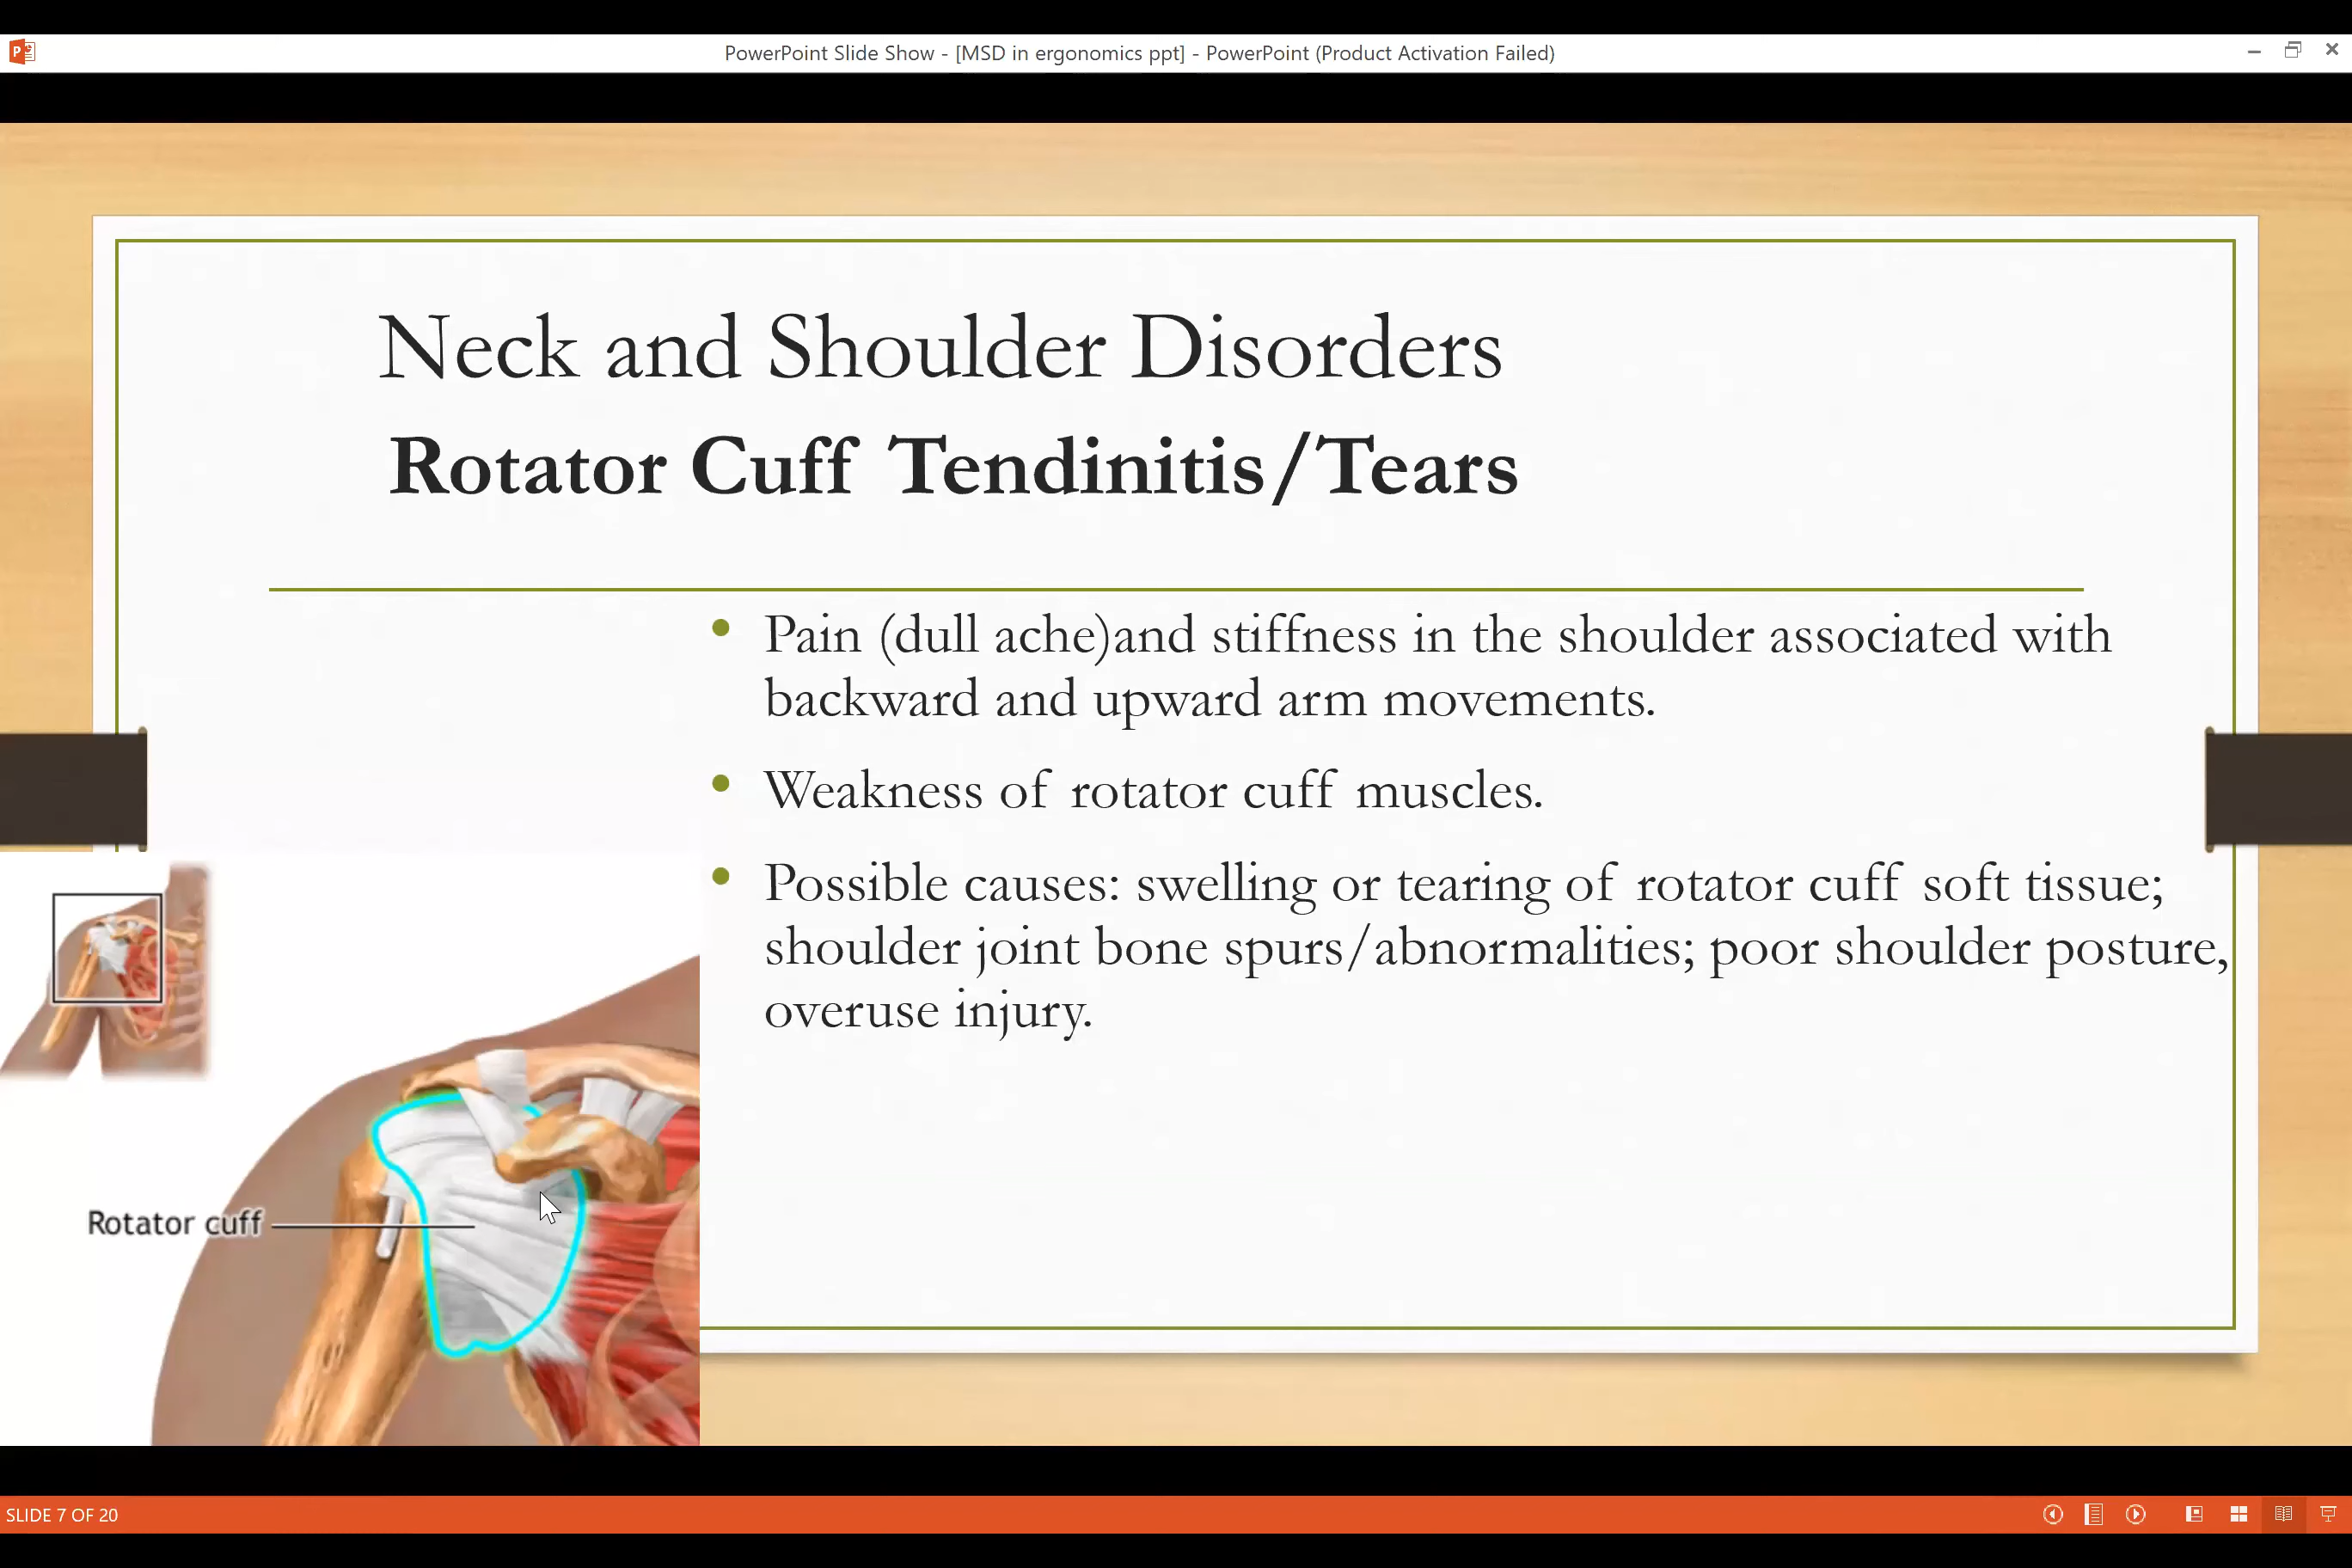 PowerPoint Slide Show - [MSD in ergonomics ppt] - PowerPoint (Product Activation Failed)
Neck and Shoulder Disorders
Rotator Cuff Tendinitis/Tears
• Pain (dull ache)and stiffness in the shoulder associated with
backward and upward arm movements.
• Weakness of rotator cuff muscles.
• Possible causes: swelling or tearing of rotator cuff soft tissue;
shoulder joint bone spurs/abnormalities; poor shoulder posture,
overuse injury.
Rotator cuff
SLIDE 7 OF 20